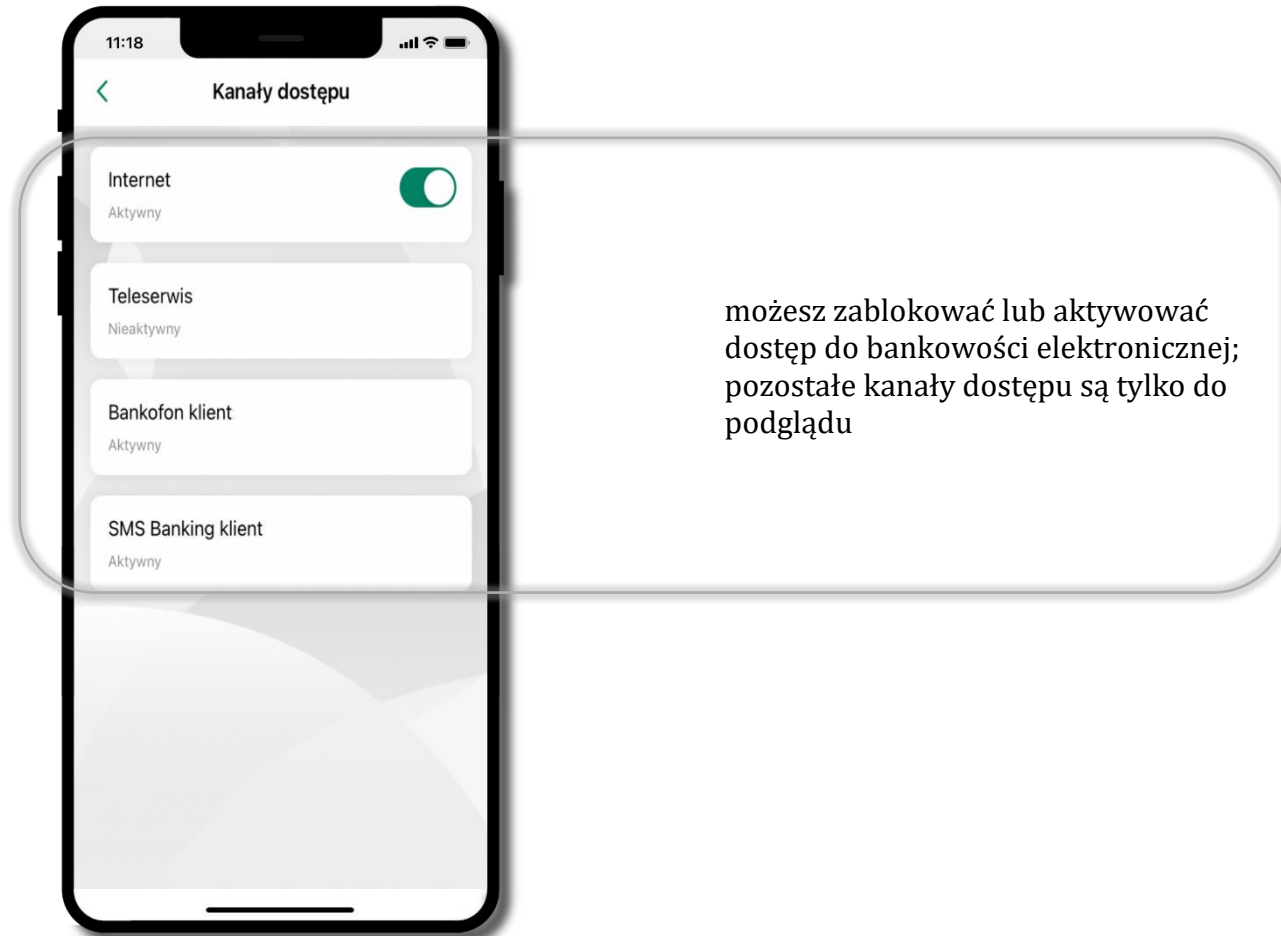 11:18
Kanały dostępu
Internet
Aktywny
Teleserwis
Nieaktywny
Bankofon klient
Aktywny
SMS Banking klient
Aktywny
możesz zablokować lub aktywować
dostęp do bankowości elektronicznej;
pozostałe kanały dostępu są tylko do
podglądu